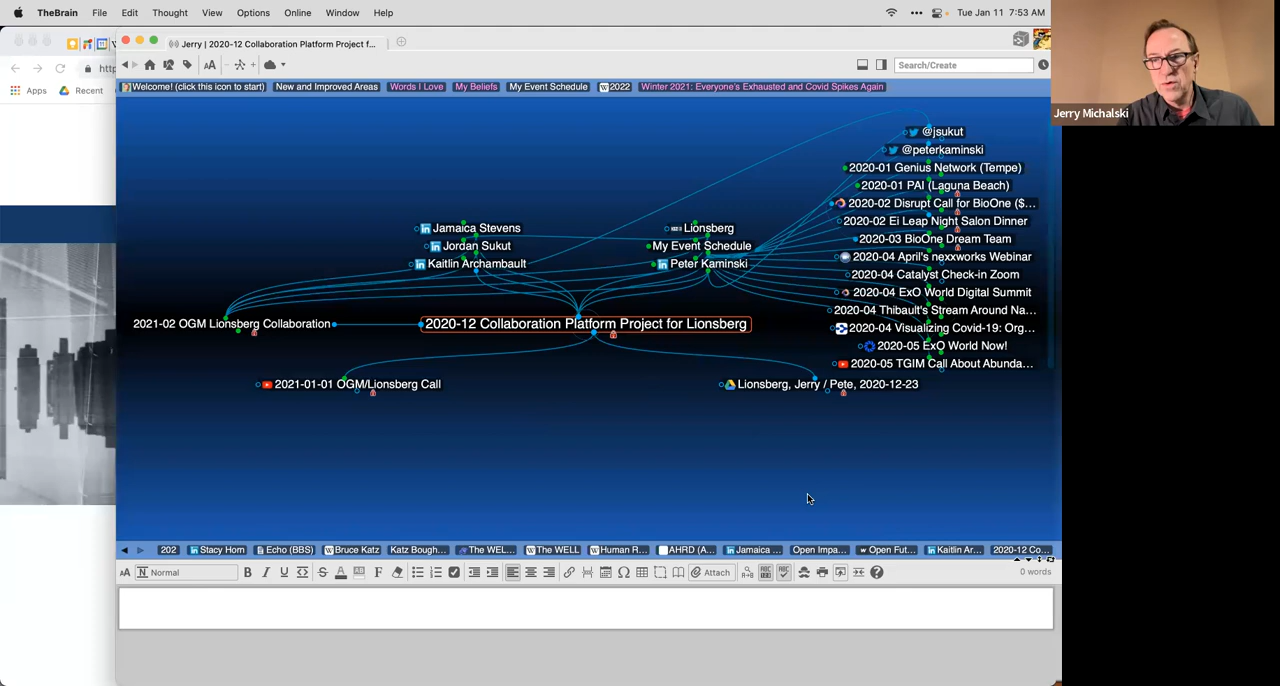 TheBrain File Edit Thought View Options Online Window Help
Tue Jan 11 7:53 AM
Jerry | 2020-12 Collaboration Platform Project f...
AA
Search/Create
http
Apps Recent
Welcome! (click this icon to start) New and Improved Areas Words I Love My Beliefs My Event Schedule 2022 Winter 2021: Everyone's Exhausted and Covid Spikes Again
Jerry Michalski
@jsukut
@peterkaminski
2020-01 Genius Network (Tempe)
2020-01 PAI (Laguna Beach)
2020-02 Disrupt Call for BioOne ($...
2020-02 Ei Leap Night Salon Dinner
2020-03 BioOne Dream Team
2020-04 April's nexxworks Webinar
2020-04 Catalyst Check-in Zoom
2020-04 ExO World Digital Summit
2020-04 Thibault's Stream Around Na...
2020-04 Visualizing Covid-19: Org...
2020-05 ExO World Now!
2020-05 TGIM Call About Abunda...
Jamaica Stevens
Jordan Sukut
Kaitlin Archambault
Lionsberg
My Event Schedule
Peter Kaminski
2021-02 OGM Lionsberg Collaboration
2020-12 Collaboration Platform Project for Lionsberg
2021-01-01 OGM/Lionsberg Call
Lionsberg, Jerry / Pete, 2020-12-23
202 Stacy Horn Echo (BBS) Bruce Katz Katz Bough... The WEL... The WELL Human R... AHRD (A... Jamaica ... Open Impa... Open Fut... Kaitlin Ar... 2020-12 Co...
AA N Normal B I U S A F Attach 0 words